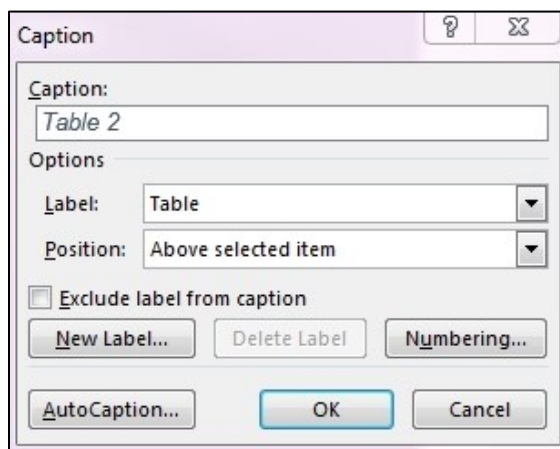 Caption
Caption:
Table 2
Options
Label: Table
Position: Above selected item
Exclude label from caption
New Label... Delete Label Numbering...
AutoCaption... OK Cancel